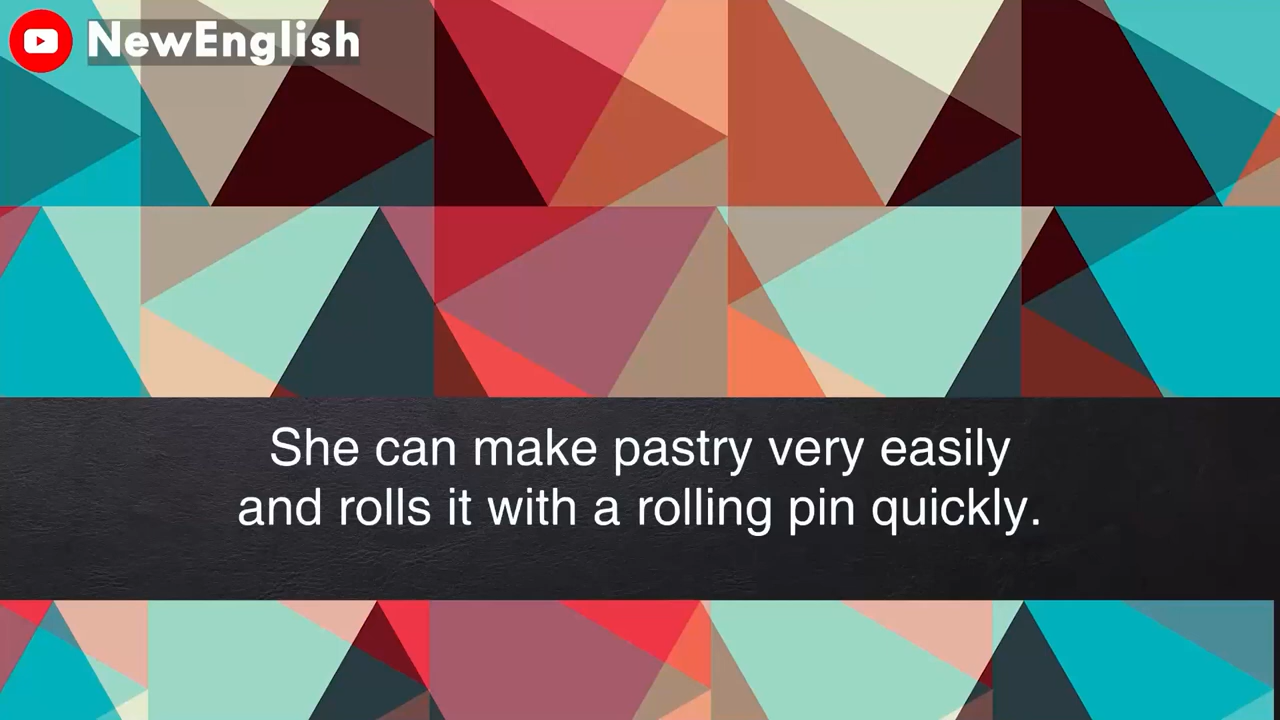 NewEnglish
She can make pastry very easily
and rolls it with a rolling pin quickly.